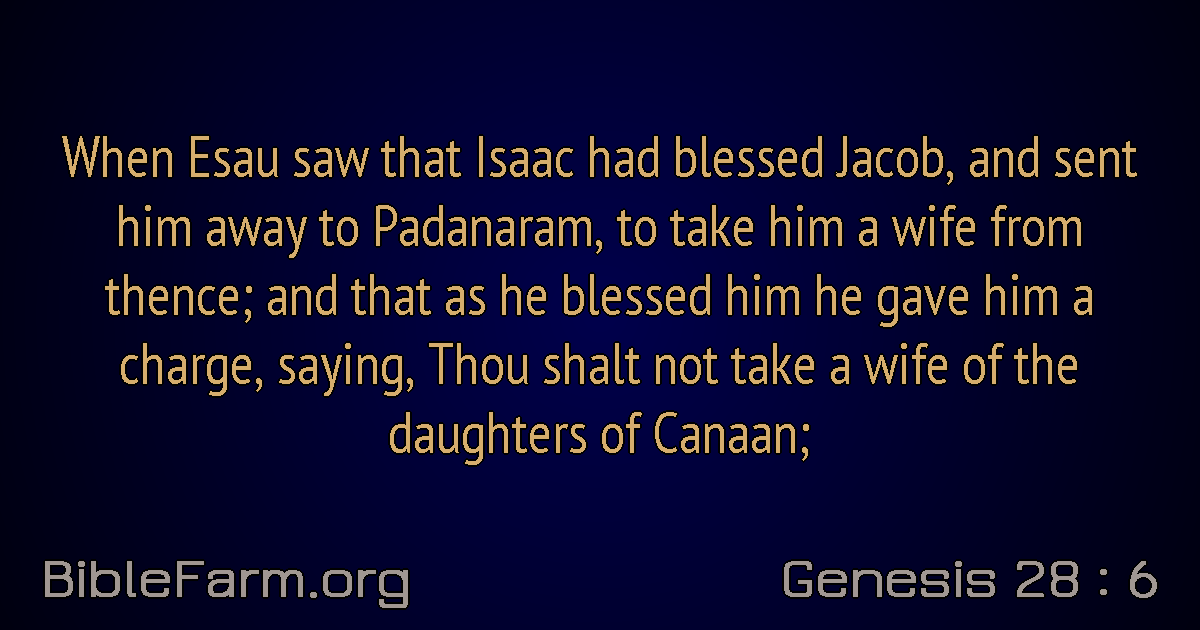 When Esau saw that Isaac had blessed Jacob, and sent
him away to Padanaram, to take him a wife from
thence; and that as he blessed him he gave him a
charge, saying, Thou shalt not take a wife of the
daughters of Canaan;
BibleFarm.org
Genesis 28 : 6